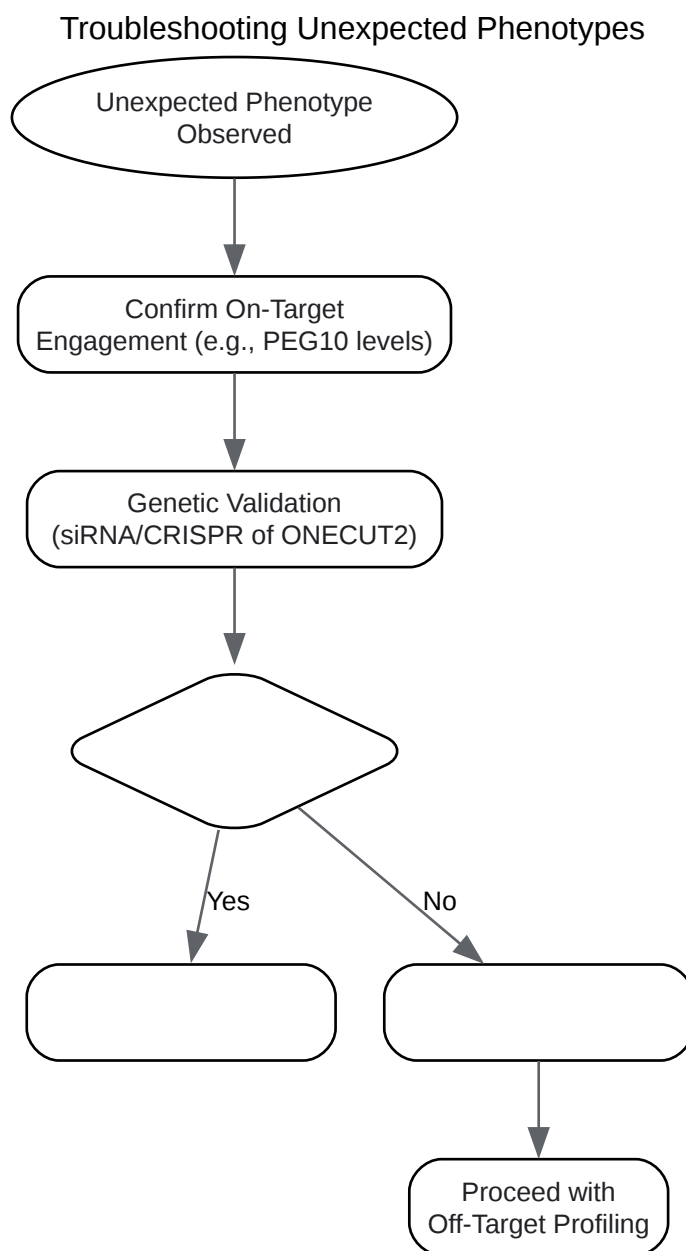 Troubleshooting Unexpected Phenotypes
Unexpected Phenotype
Observed
Confirm On-Target
Engagement (e.g., PEG10 levels)
Genetic Validation
(siRNA/CRISPR of ONECUT2)
Yes
No
Proceed with
Off-Target Profiling